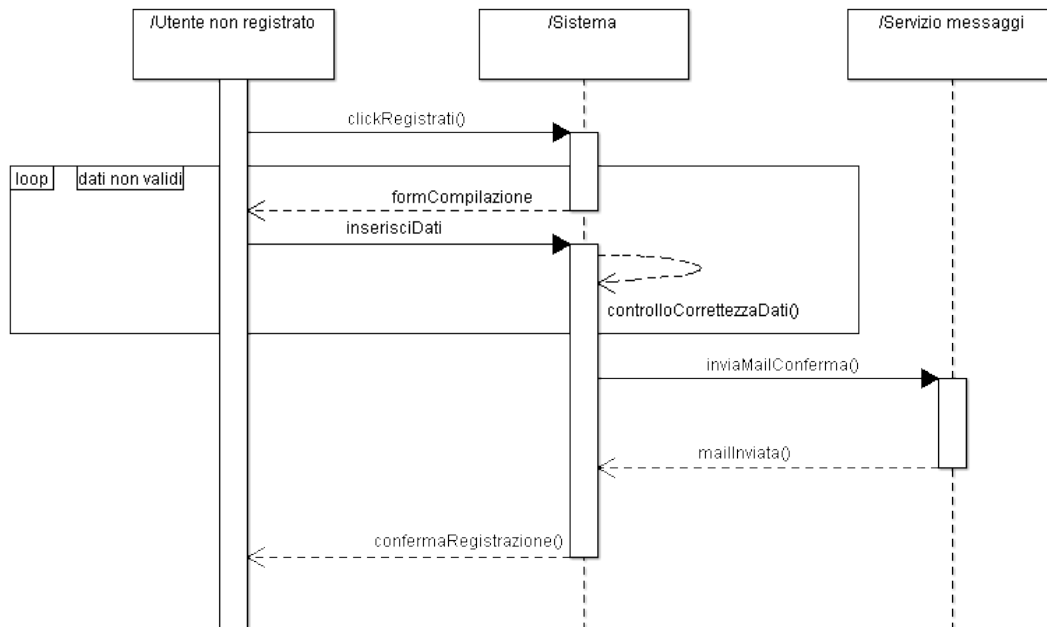 /Utente non registrato
/Sistema
/Servizio messaggi
clickRegistrati()
loop
dati non validi
formCompilazione
inserisciDati
controlloCorrettezzaDati()
inviaMailConferma()
mailInviata()
confermaRegistrazione()